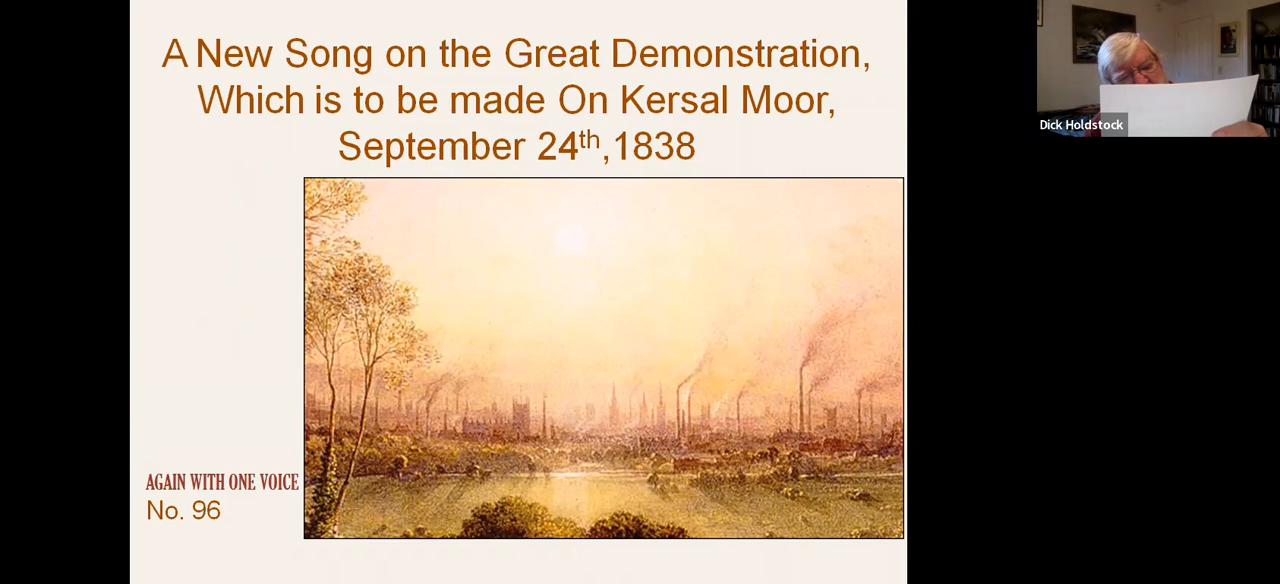 A New Song on the Great Demonstration,
Which is to be made On Kersal Moor,
September 24th,1838
AGAIN WITH ONE VOICE
No. 96
Dick Holdstock